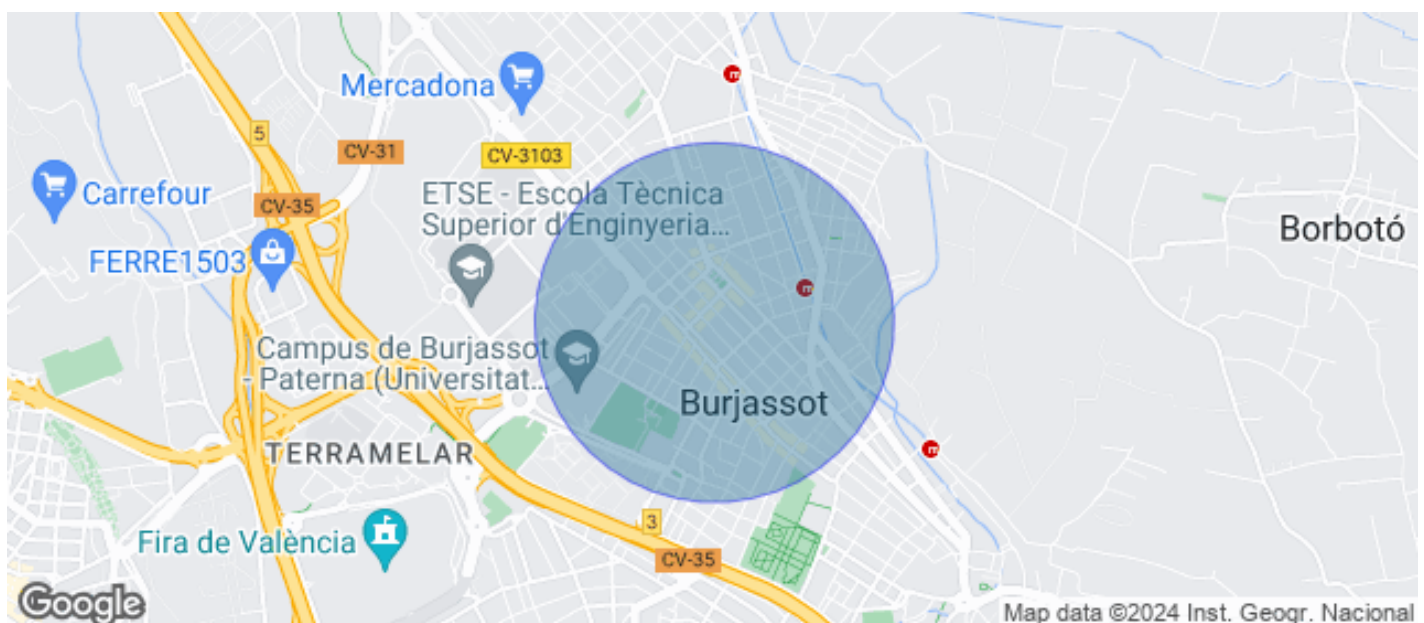 Mercadona
5
CV-31
CV-3103
Carrefour
CV-35
ETSE - Escola Tècnica
Superior d'Enginyeria...
Borbotó
FERRE1503
m
m
Campus de Burjassot
- Paterna (Universitat...
Burjassot
TERRAMELAR
m
Fira de València
3
CV-35
Google
Map data ©2024 Inst. Geogr. Nacional